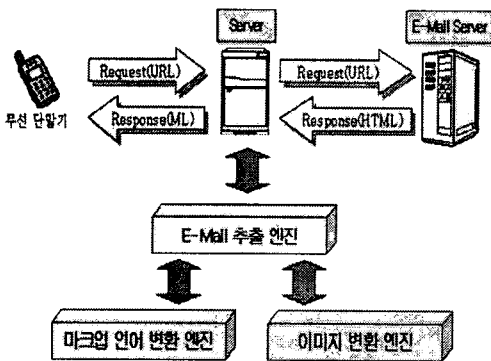 Server
E-Mail Server
Request(URL)
Request(URL)
Response(ML)
Response(HTML)
무선 단말기
E-Mail 추출 엔진
마크업 언어 변환 엔진
이미지 변환 엔진